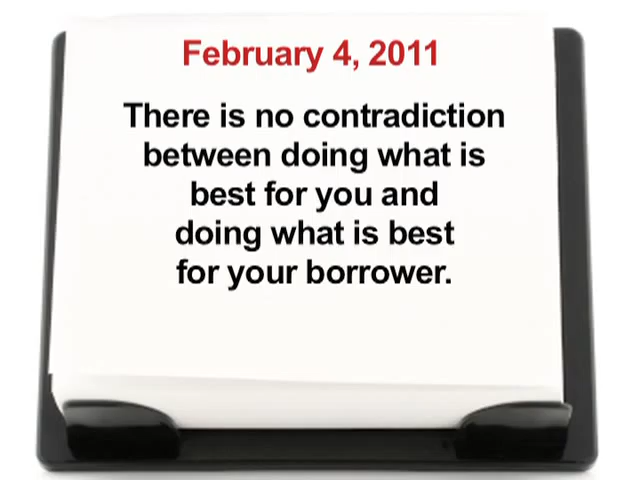 February 4, 2011
There is no contradiction
between doing what is
best for you and
doing what is best
for your borrower.